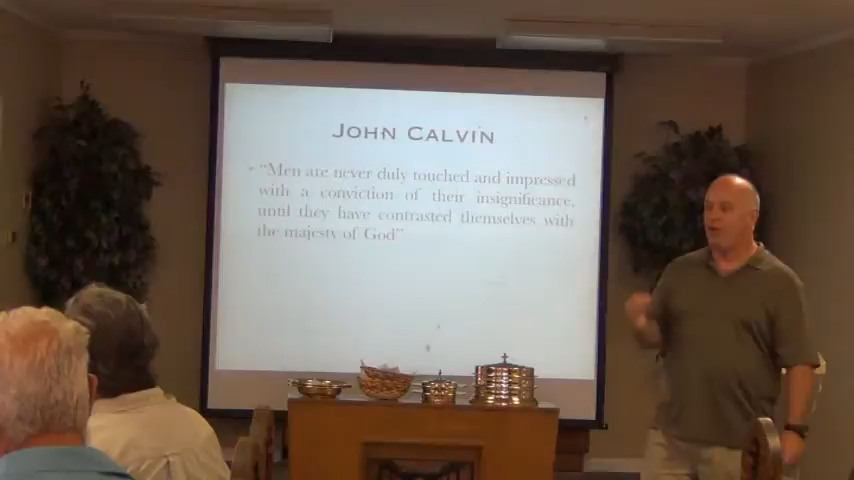 JOHN CALVIN
"Men are never duly touched and impressed
with a conviction of their insignificance,
until they have contrasted themselves with
the majesty of God"